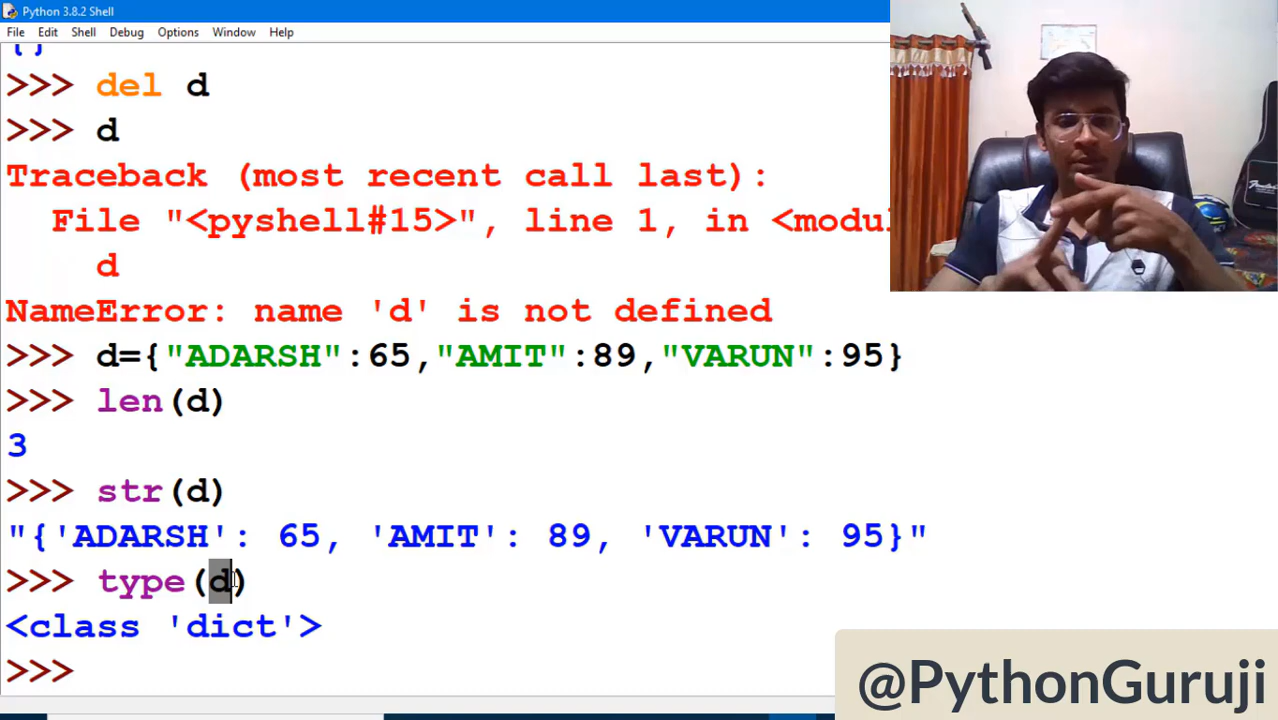 Python 3.8.2 Shell
File Edit Shell Debug Options Window Help
{}
>>> del d
>>> d
Traceback (most recent call last):
  File "<pyshell#15>", line 1, in <modul
    d
NameError: name 'd' is not defined
>>> d={"ADARSH":65,"AMIT":89,"VARUN":95}
>>> len(d)
3
>>> str(d)
"{'ADARSH': 65, 'AMIT': 89, 'VARUN': 95}"
>>> type(d)
<class 'dict'>
>>>
@PythonGuruji